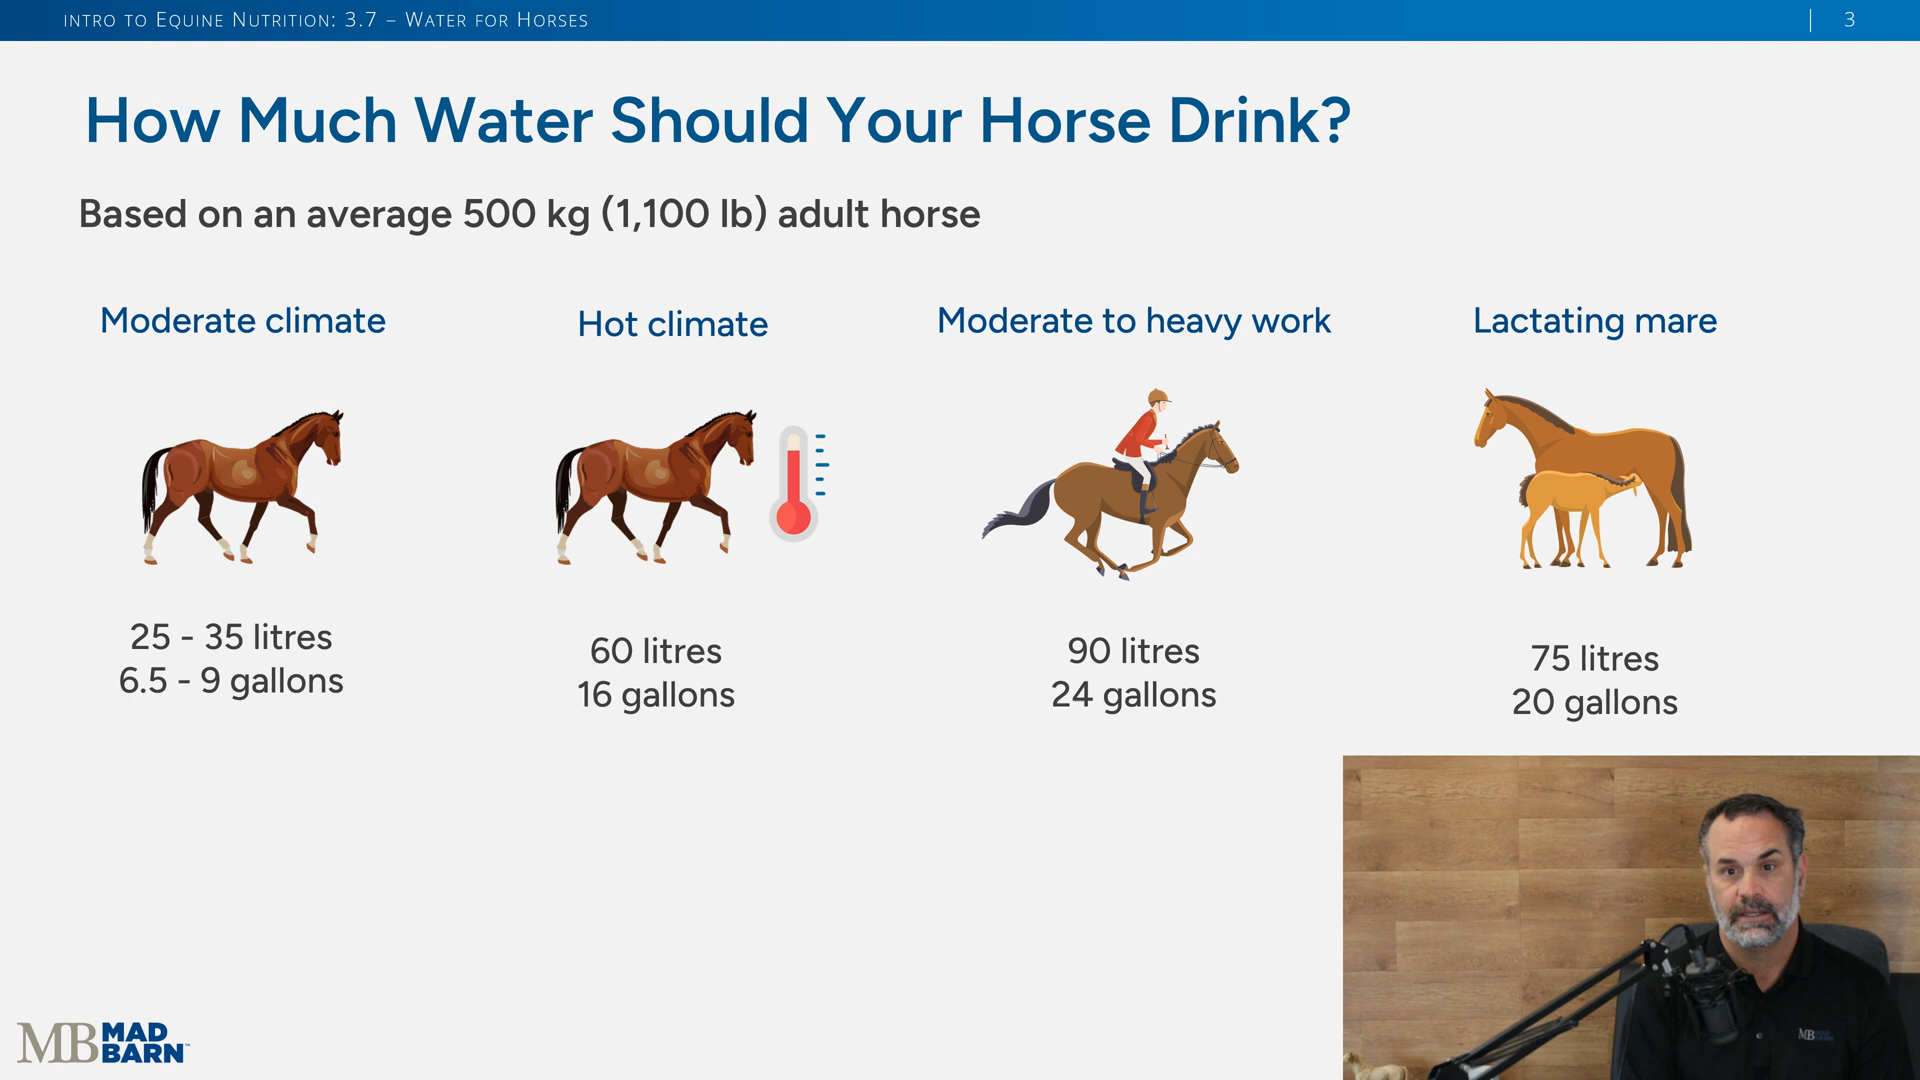 INTRO TO EQUINE NUTRITION: 3.7 – WATER FOR HORSES
| 3
How Much Water Should Your Horse Drink?
Based on an average 500 kg (1,100 lb) adult horse
Moderate climate
25 - 35 litres
6.5 - 9 gallons
Hot climate
60 litres
16 gallons
Moderate to heavy work
90 litres
24 gallons
Lactating mare
75 litres
20 gallons
MB MAD
BARN™
MB